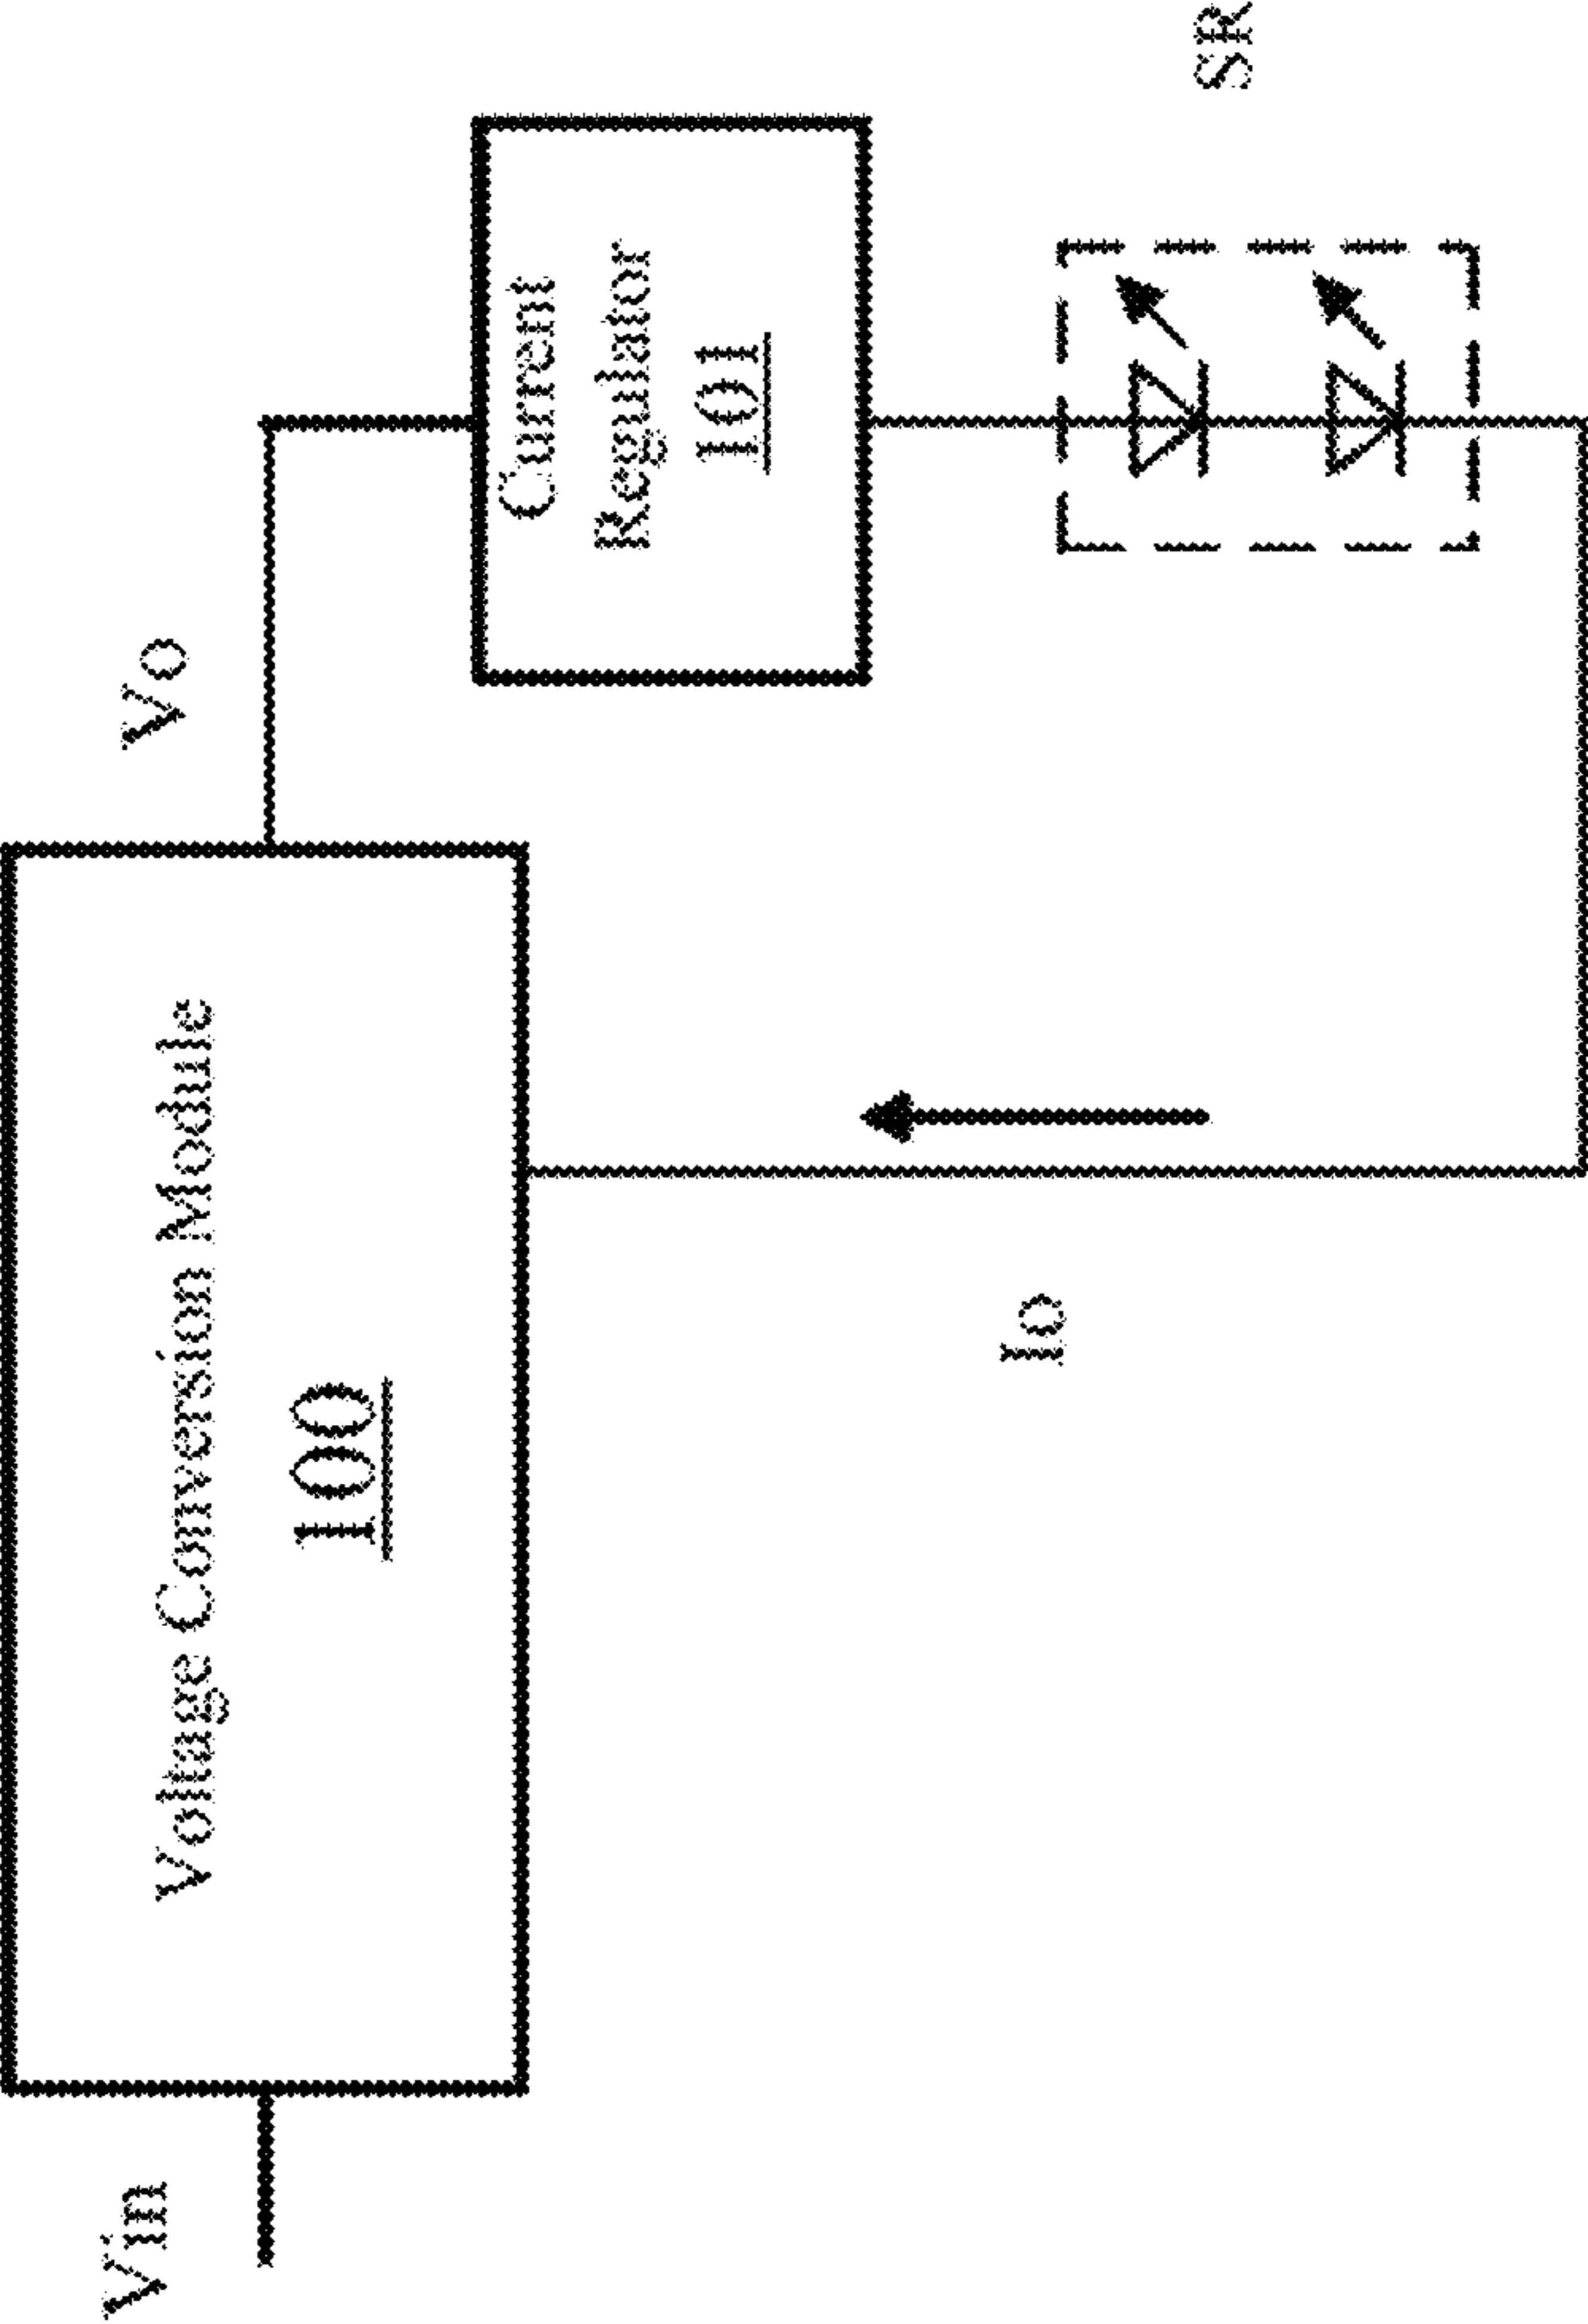 Vin
Voltage Conversion Module
100
Vo
Current
Regulator
101
Io
SR